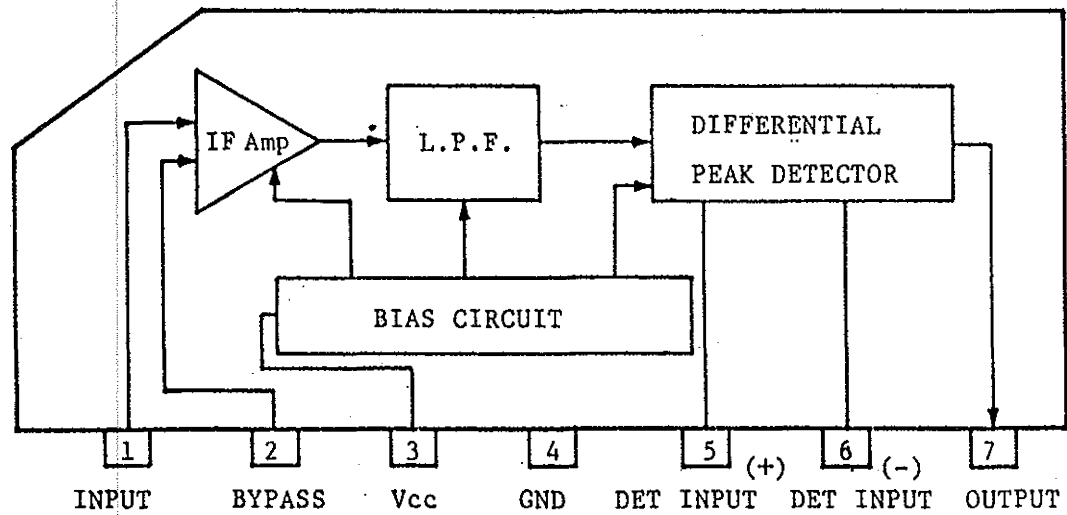 IF Amp
L.P.F.
DIFFERENTIAL
PEAK DETECTOR
BIAS CIRCUIT
1 2 3 4 5 6 7
(+) (-)
INPUT BYPASS Vcc GND DET INPUT DET INPUT OUTPUT